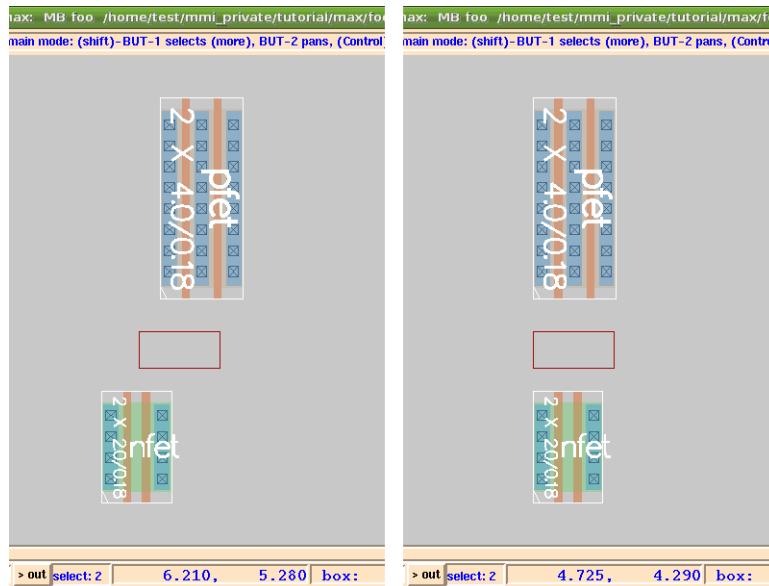 max: MB foo /home/test/mmi_private/tutorial/max/foo
main mode: (shift)-BUT-1 selects (more), BUT-2 pans, (Control)
2 X 4.0/0.18
pfet
2 X 2.0/0.18
nfet
> out select: 2 6.210, 5.280 box:
max: MB foo /home/test/mmi_private/tutorial/max/f
main mode: (shift)-BUT-1 selects (more), BUT-2 pans, (Contro
2 X 4.0/0.18
pfet
2 X 2.0/0.18
nfet
> out select: 2 4.725, 4.290 box: